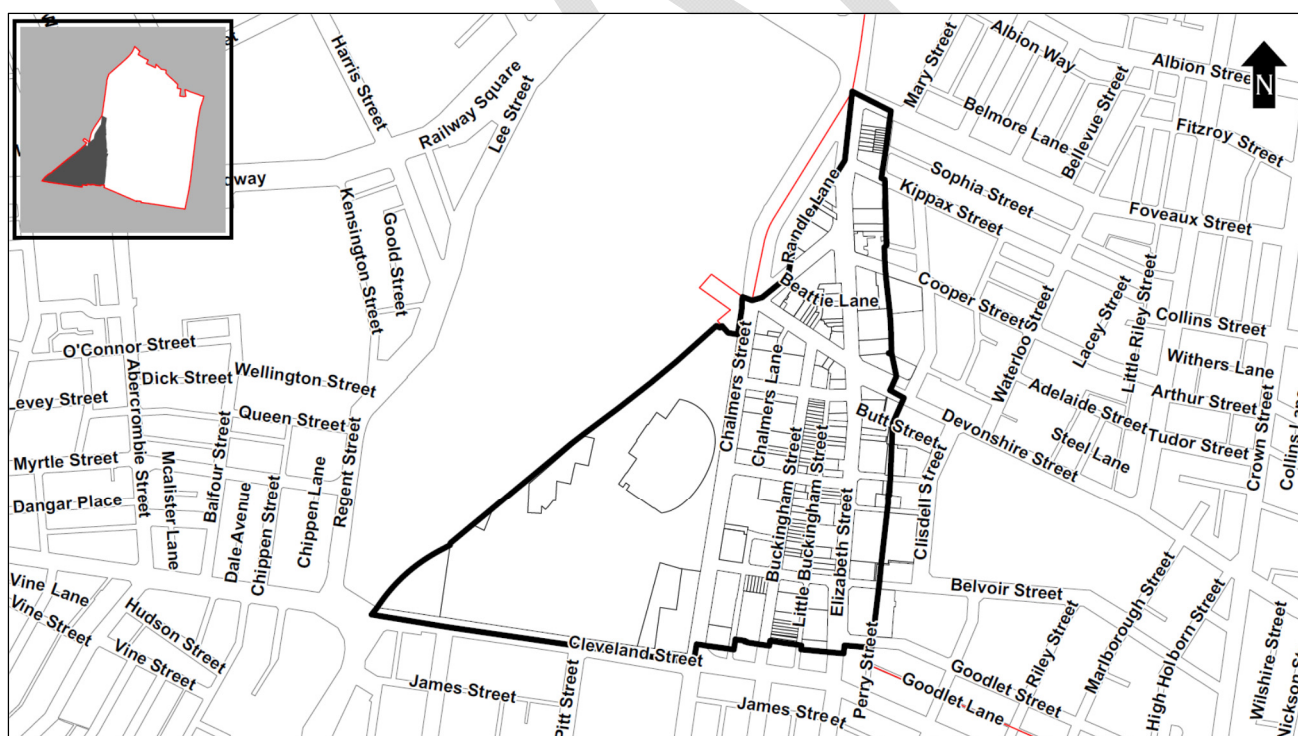 Harris Street
Railway Square
Lee Street
dway
Kensington Street
Goold Street
O'Connor Street
Abercrombie Street
Dick Street
Wellington Street
Levey Street
Queen Street
Myrtle Street
Mcalister Lane
Balfour Street
Dale Avenue
Chippen Street
Chippen Lane
Regent Street
Dangar Place
Vine Lane
Vine Street
Hudson Street
Vine Street
James Street
Pitt Street
Cleveland Street
Randle Lane
Beattie Lane
Chalmers Street
Chalmers Lane
Buckingham Street
Little Buckingham Street
Elizabeth Street
Butt Street
Clisdell Street
Devonshire Street
Belvoir Street
Perry Street
James Street
Goodlet Street
Goodlet Lane
Riley Street
Marlborough Street
High Holborn Street
Wilshire Street
Nickson St
Mary Street
Albion Way
Albion Street
Belmore Lane
Bellevue Street
Fitzroy Street
Sophia Street
Kippax Street
Foveaux Street
Cooper Street
Waterloo Street
Lacey Street
Little Riley Street
Collins Street
Withers Lane
Arthur Street
Adelaide Street
Steel Lane
Tudor Street
Crown Street
Collins La
N